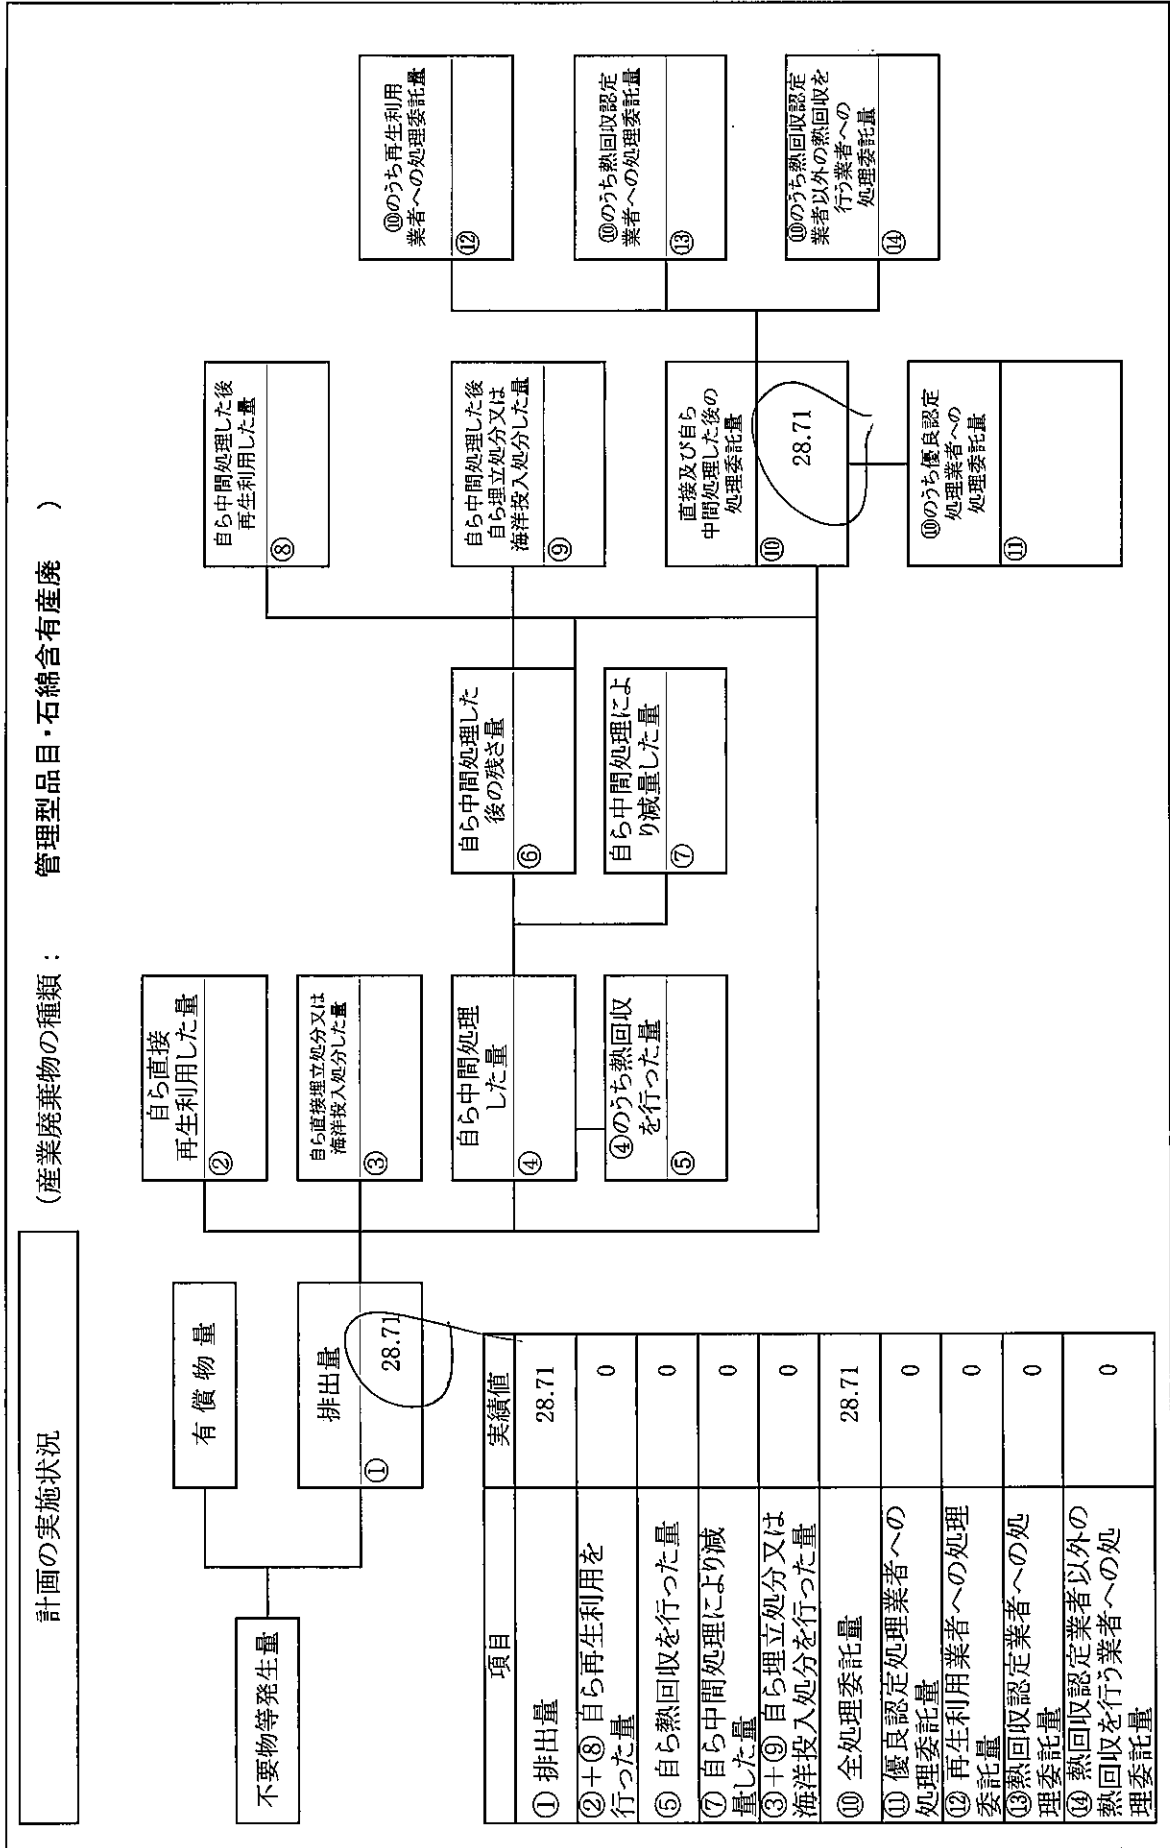 計画の実施状況
(産業廃棄物の種類: 管理型品目・石綿含有産廃 )
不要物等発生量
有償物量
排出量
①
28.71
自ら直接
再生利用した量
②
自ら直接埋立処分又は
海洋投入処分した量
③
自ら中間処理
した量
④
④のうち熱回収
を行った量
⑤
自ら中間処理した
後の残さ量
⑥
自ら中間処理によ
り減量した量
⑦
自ら中間処理した後
再生利用した量
⑧
自ら中間処理した後
自ら埋立処分又は
海洋投入処分した量
⑨
直接及び自ら
中間処理した後の
処理委託量
⑩
28.71
⑩のうち優良認定
処理業者への
処理委託量
⑪
⑩のうち再生利用
業者への処理委託量
⑫
⑩のうち熱回収認定
業者への処理委託量
⑬
⑩のうち熱回収認定
業者以外の熱回収を
行う業者への
処理委託量
⑭
項目 実績値
① 排出量 28.71
②+⑧ 自ら再生利用を
行った量 0
⑤ 自ら熱回収を行った量 0
⑦ 自ら中間処理により減
量した量 0
③+⑨ 自ら埋立処分又は
海洋投入処分を行った量 0
⑩ 全処理委託量 28.71
⑪ 優良認定処理業者への
処理委託量 0
⑫ 再生利用業者への処理
委託量 0
⑬熱回収認定業者への処
理委託量 0
⑭ 熱回収認定業者以外の
熱回収を行う業者への処
理委託量 0